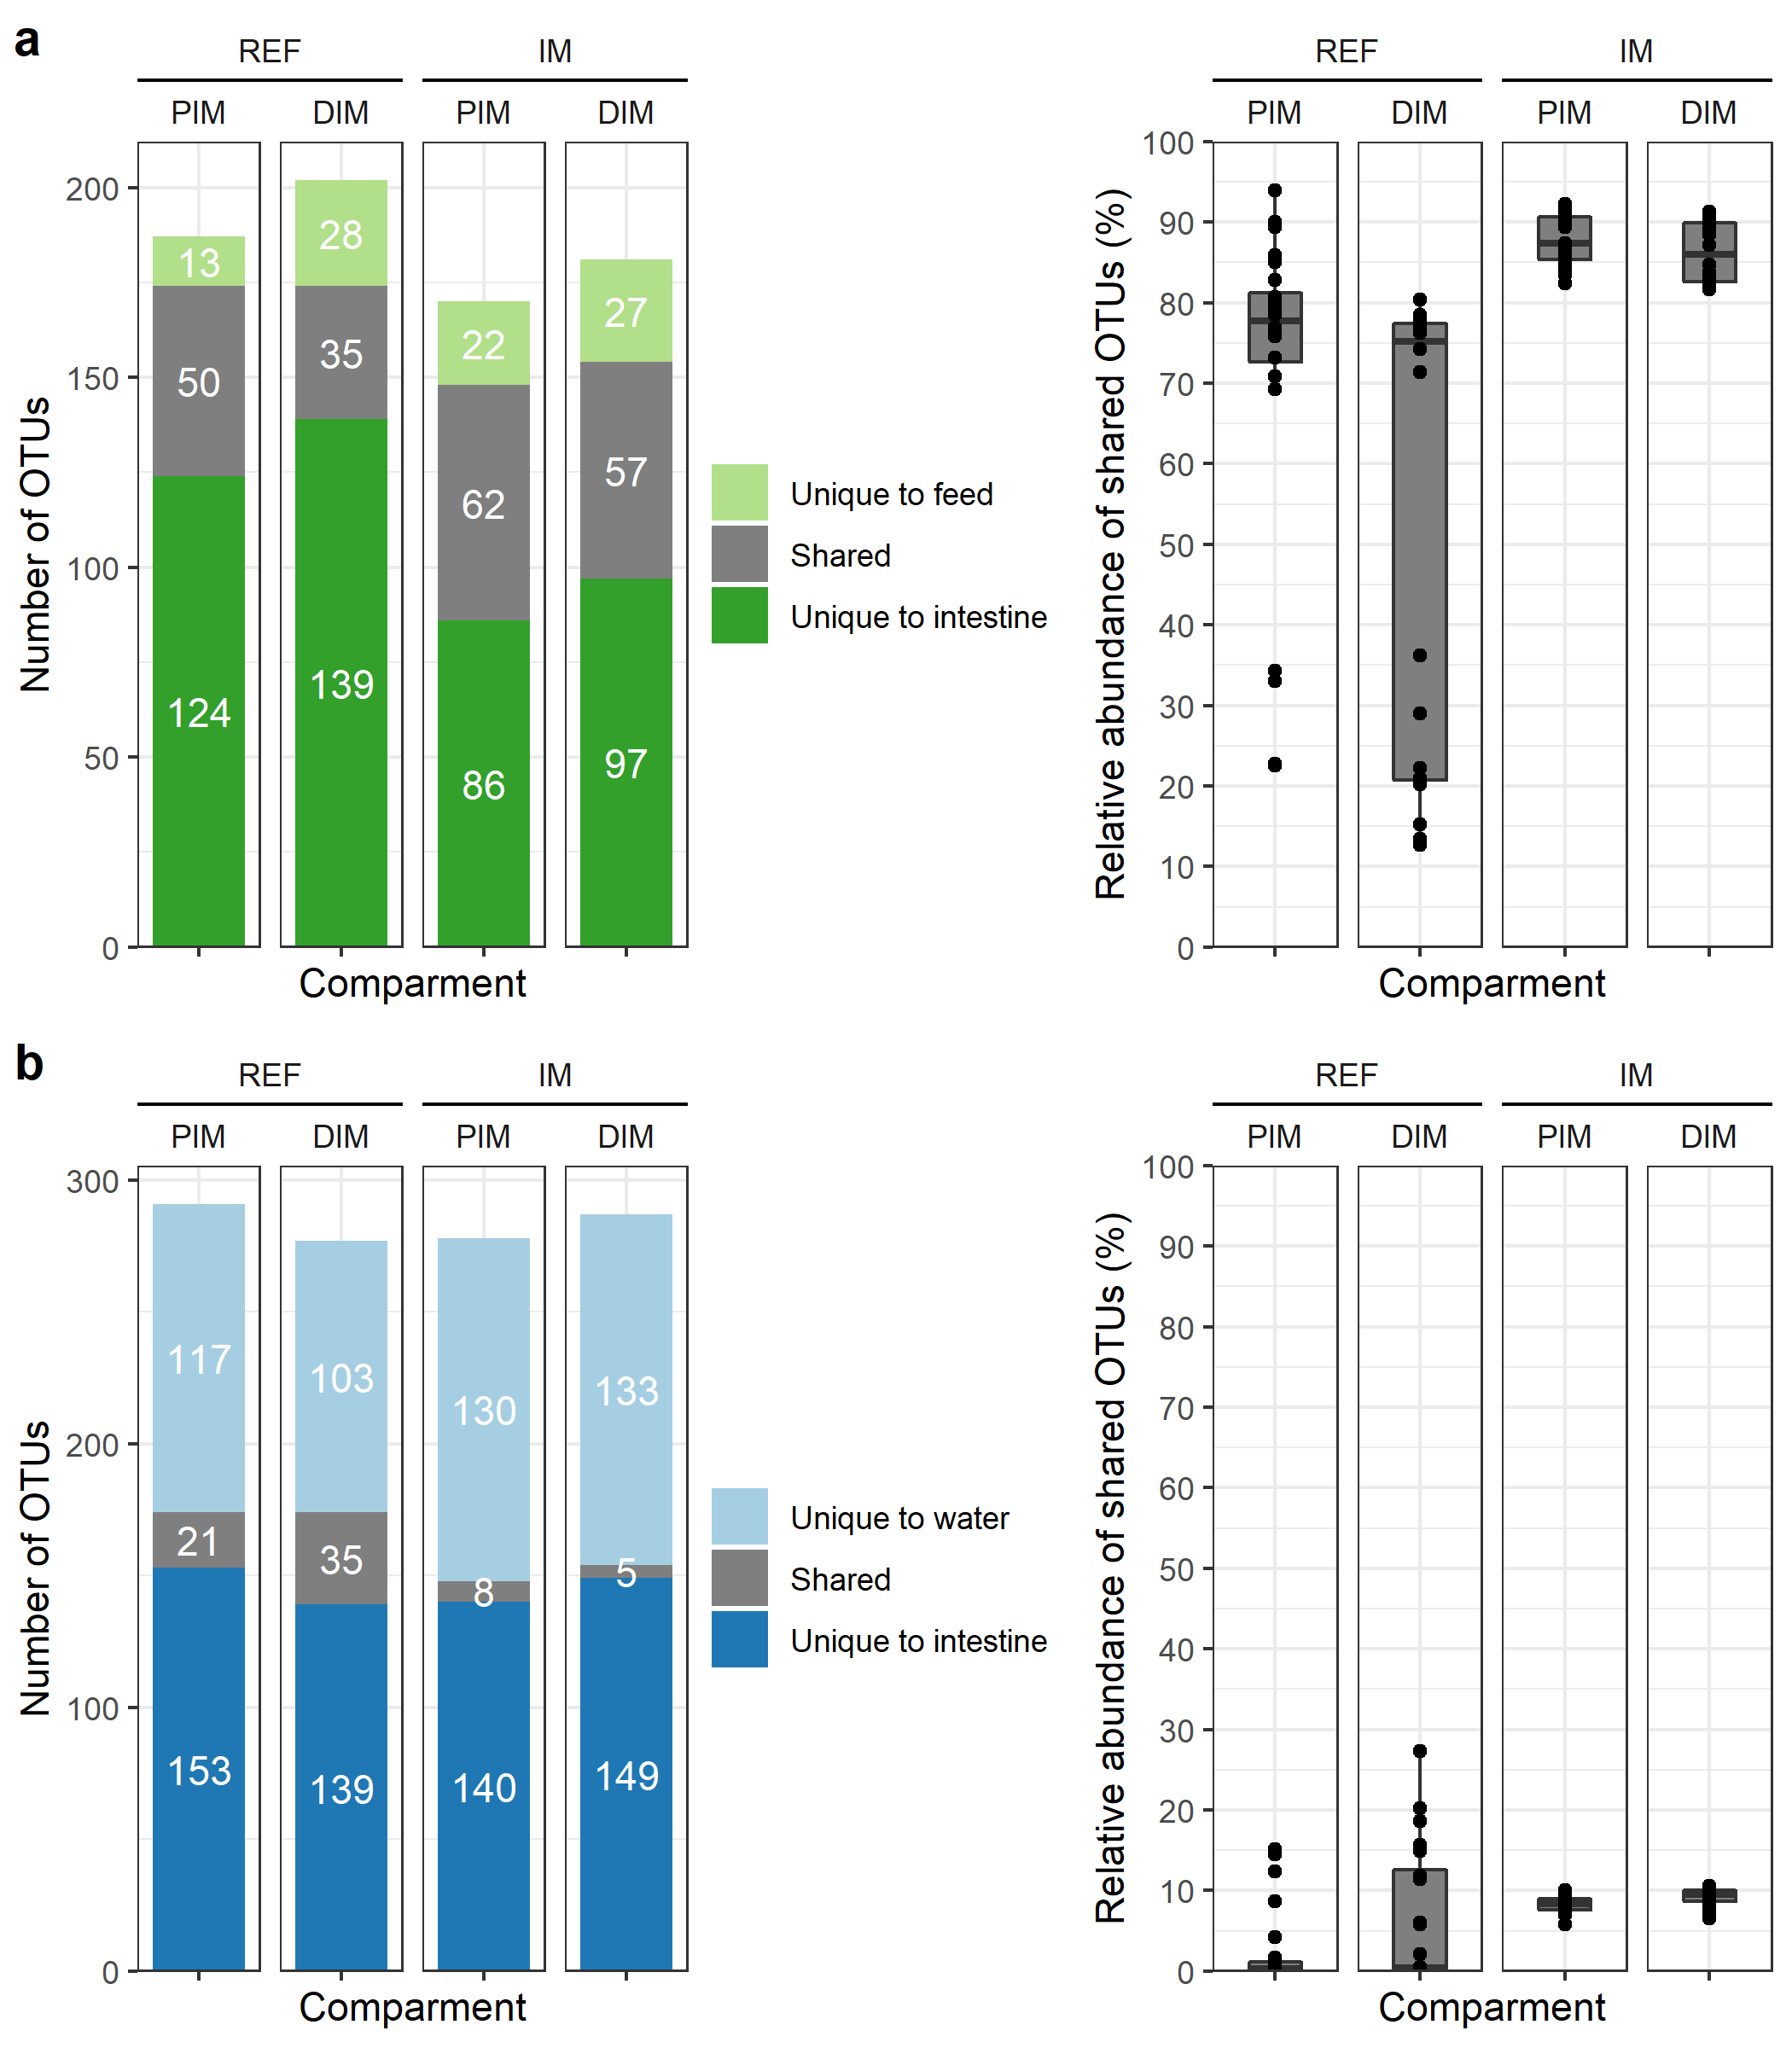 a
REF IM
PIM DIM PIM DIM
Number of OTUs
200
150
100
50
0
13 28 22 27
50 35 62 57
124 139 86 97
Comparment
Unique to feed
Shared
Unique to intestine
REF IM
PIM DIM PIM DIM
Relative abundance of shared OTUs (%)
100
90
80
70
60
50
40
30
20
10
0
Comparment
b
REF IM
PIM DIM PIM DIM
Number of OTUs
300
200
100
0
117 103 130 133
21 35 8 5
153 139 140 149
Comparment
Unique to water
Shared
Unique to intestine
REF IM
PIM DIM PIM DIM
Relative abundance of shared OTUs (%)
100
90
80
70
60
50
40
30
20
10
0
Comparment